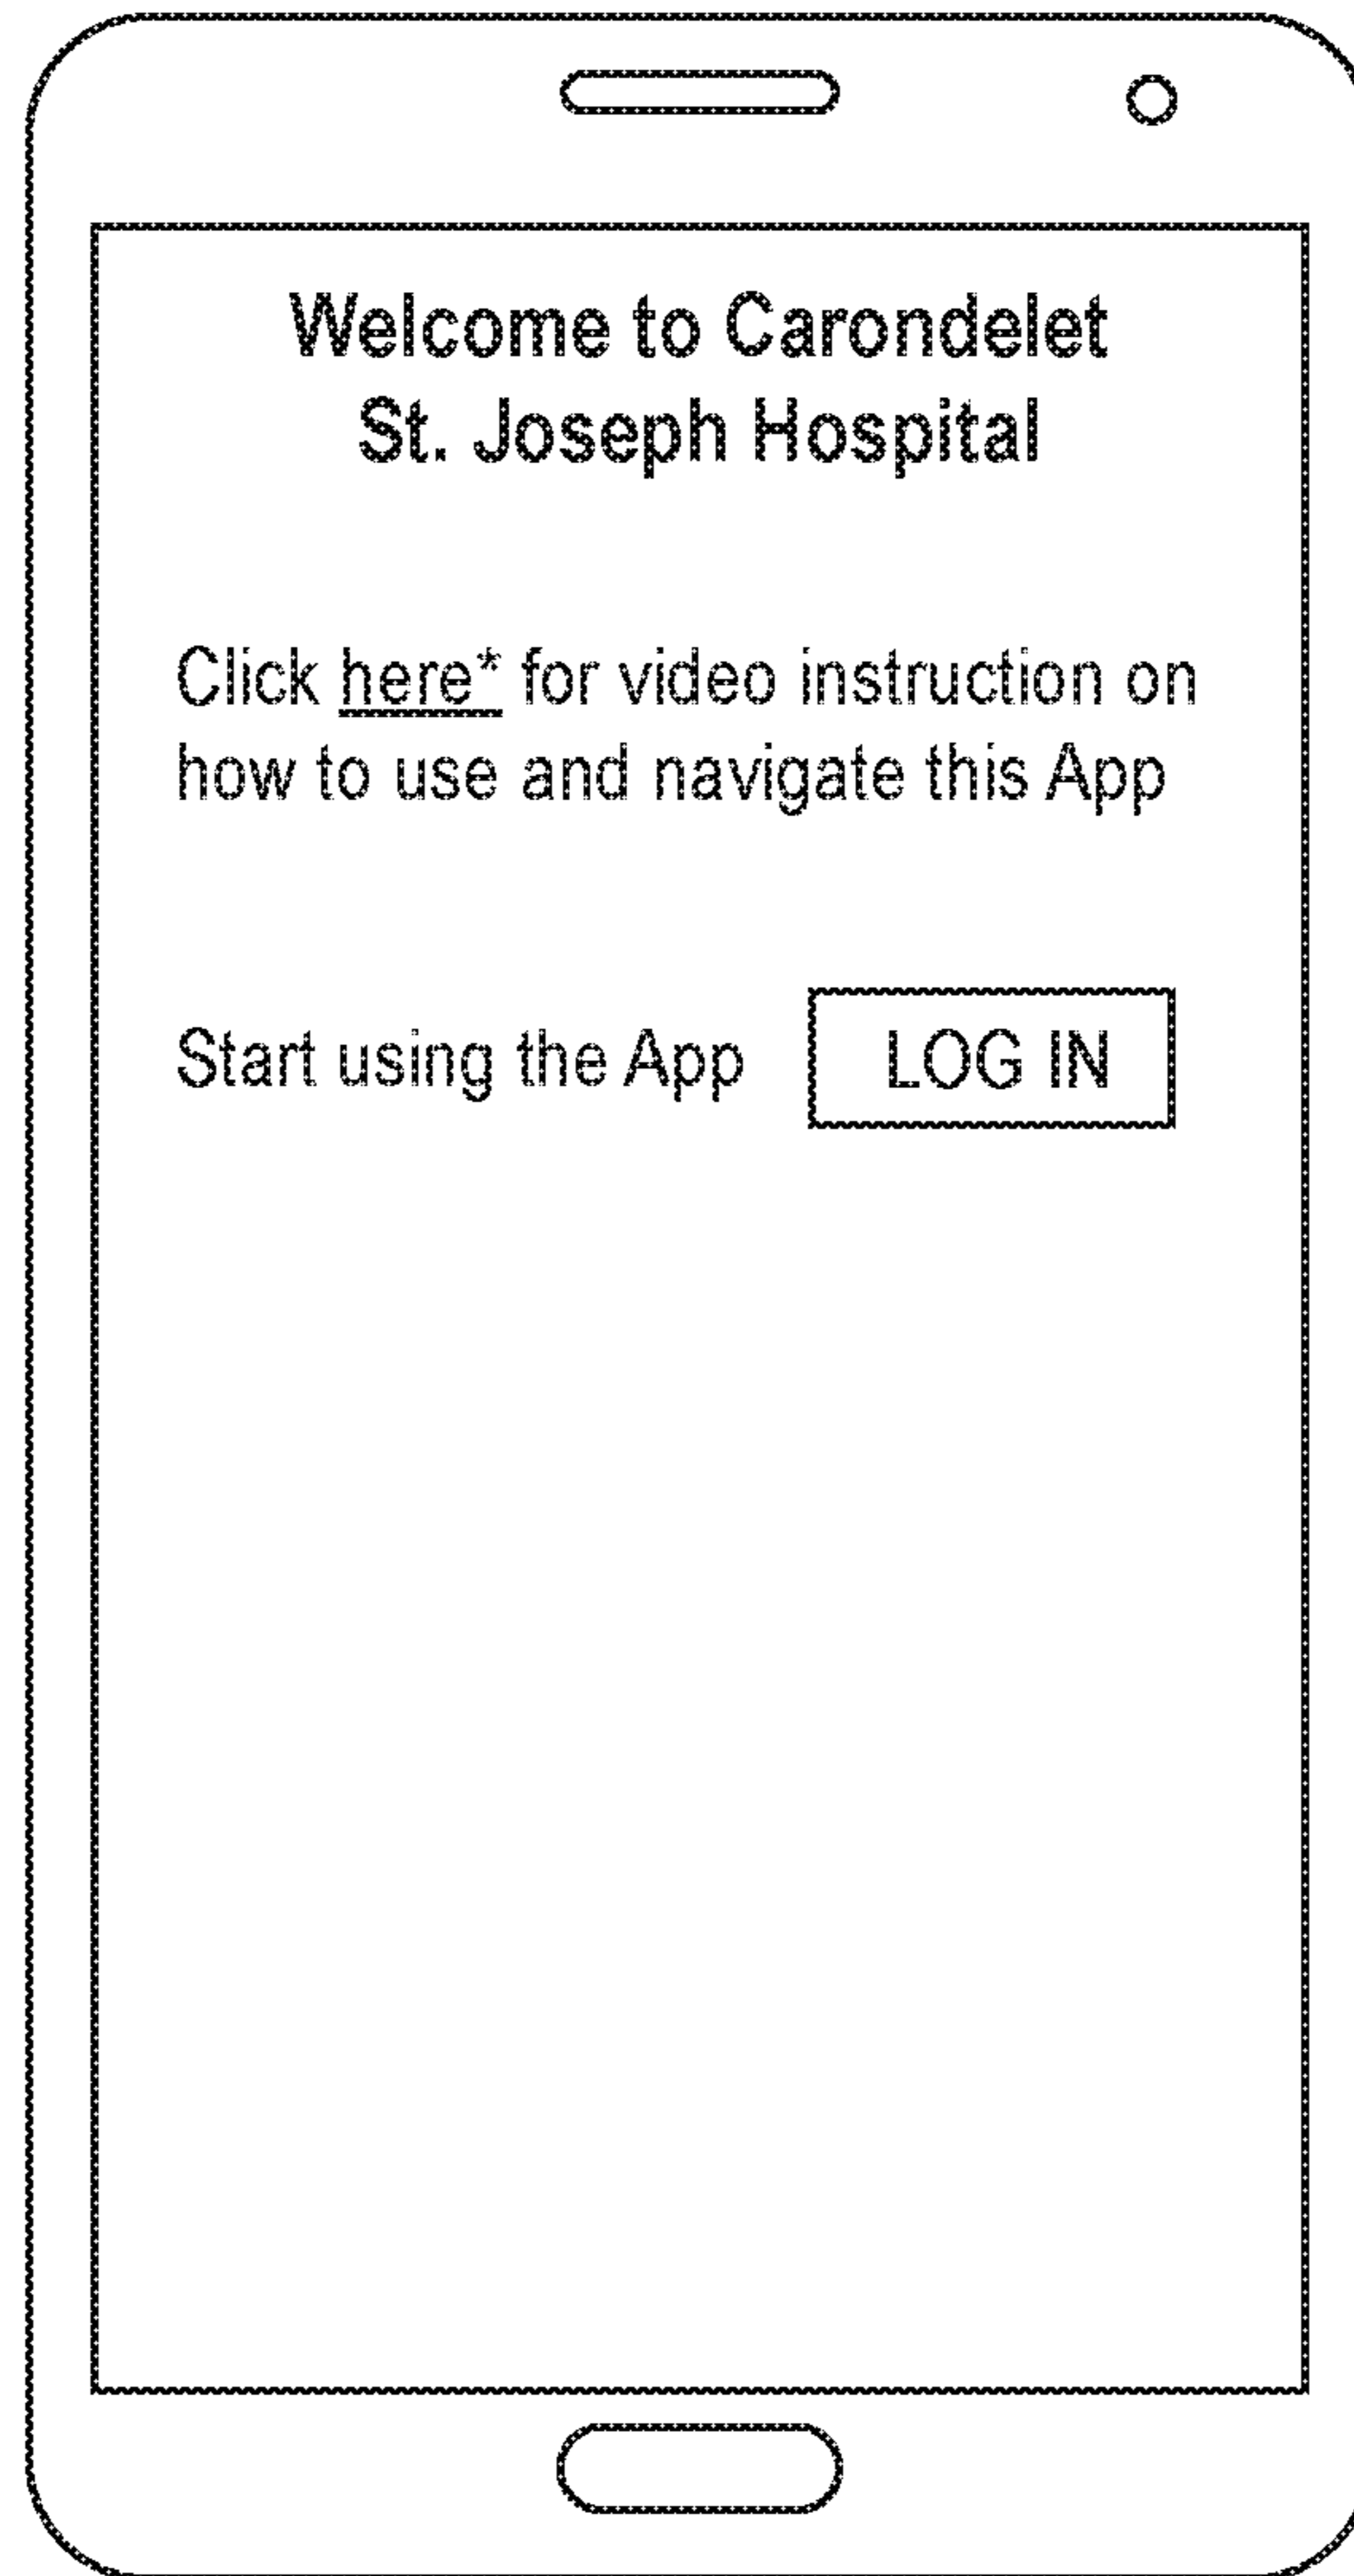 Welcome to Carondelet
St. Joseph Hospital
Click here* for video instruction on
how to use and navigate this App
Start using the App LOG IN